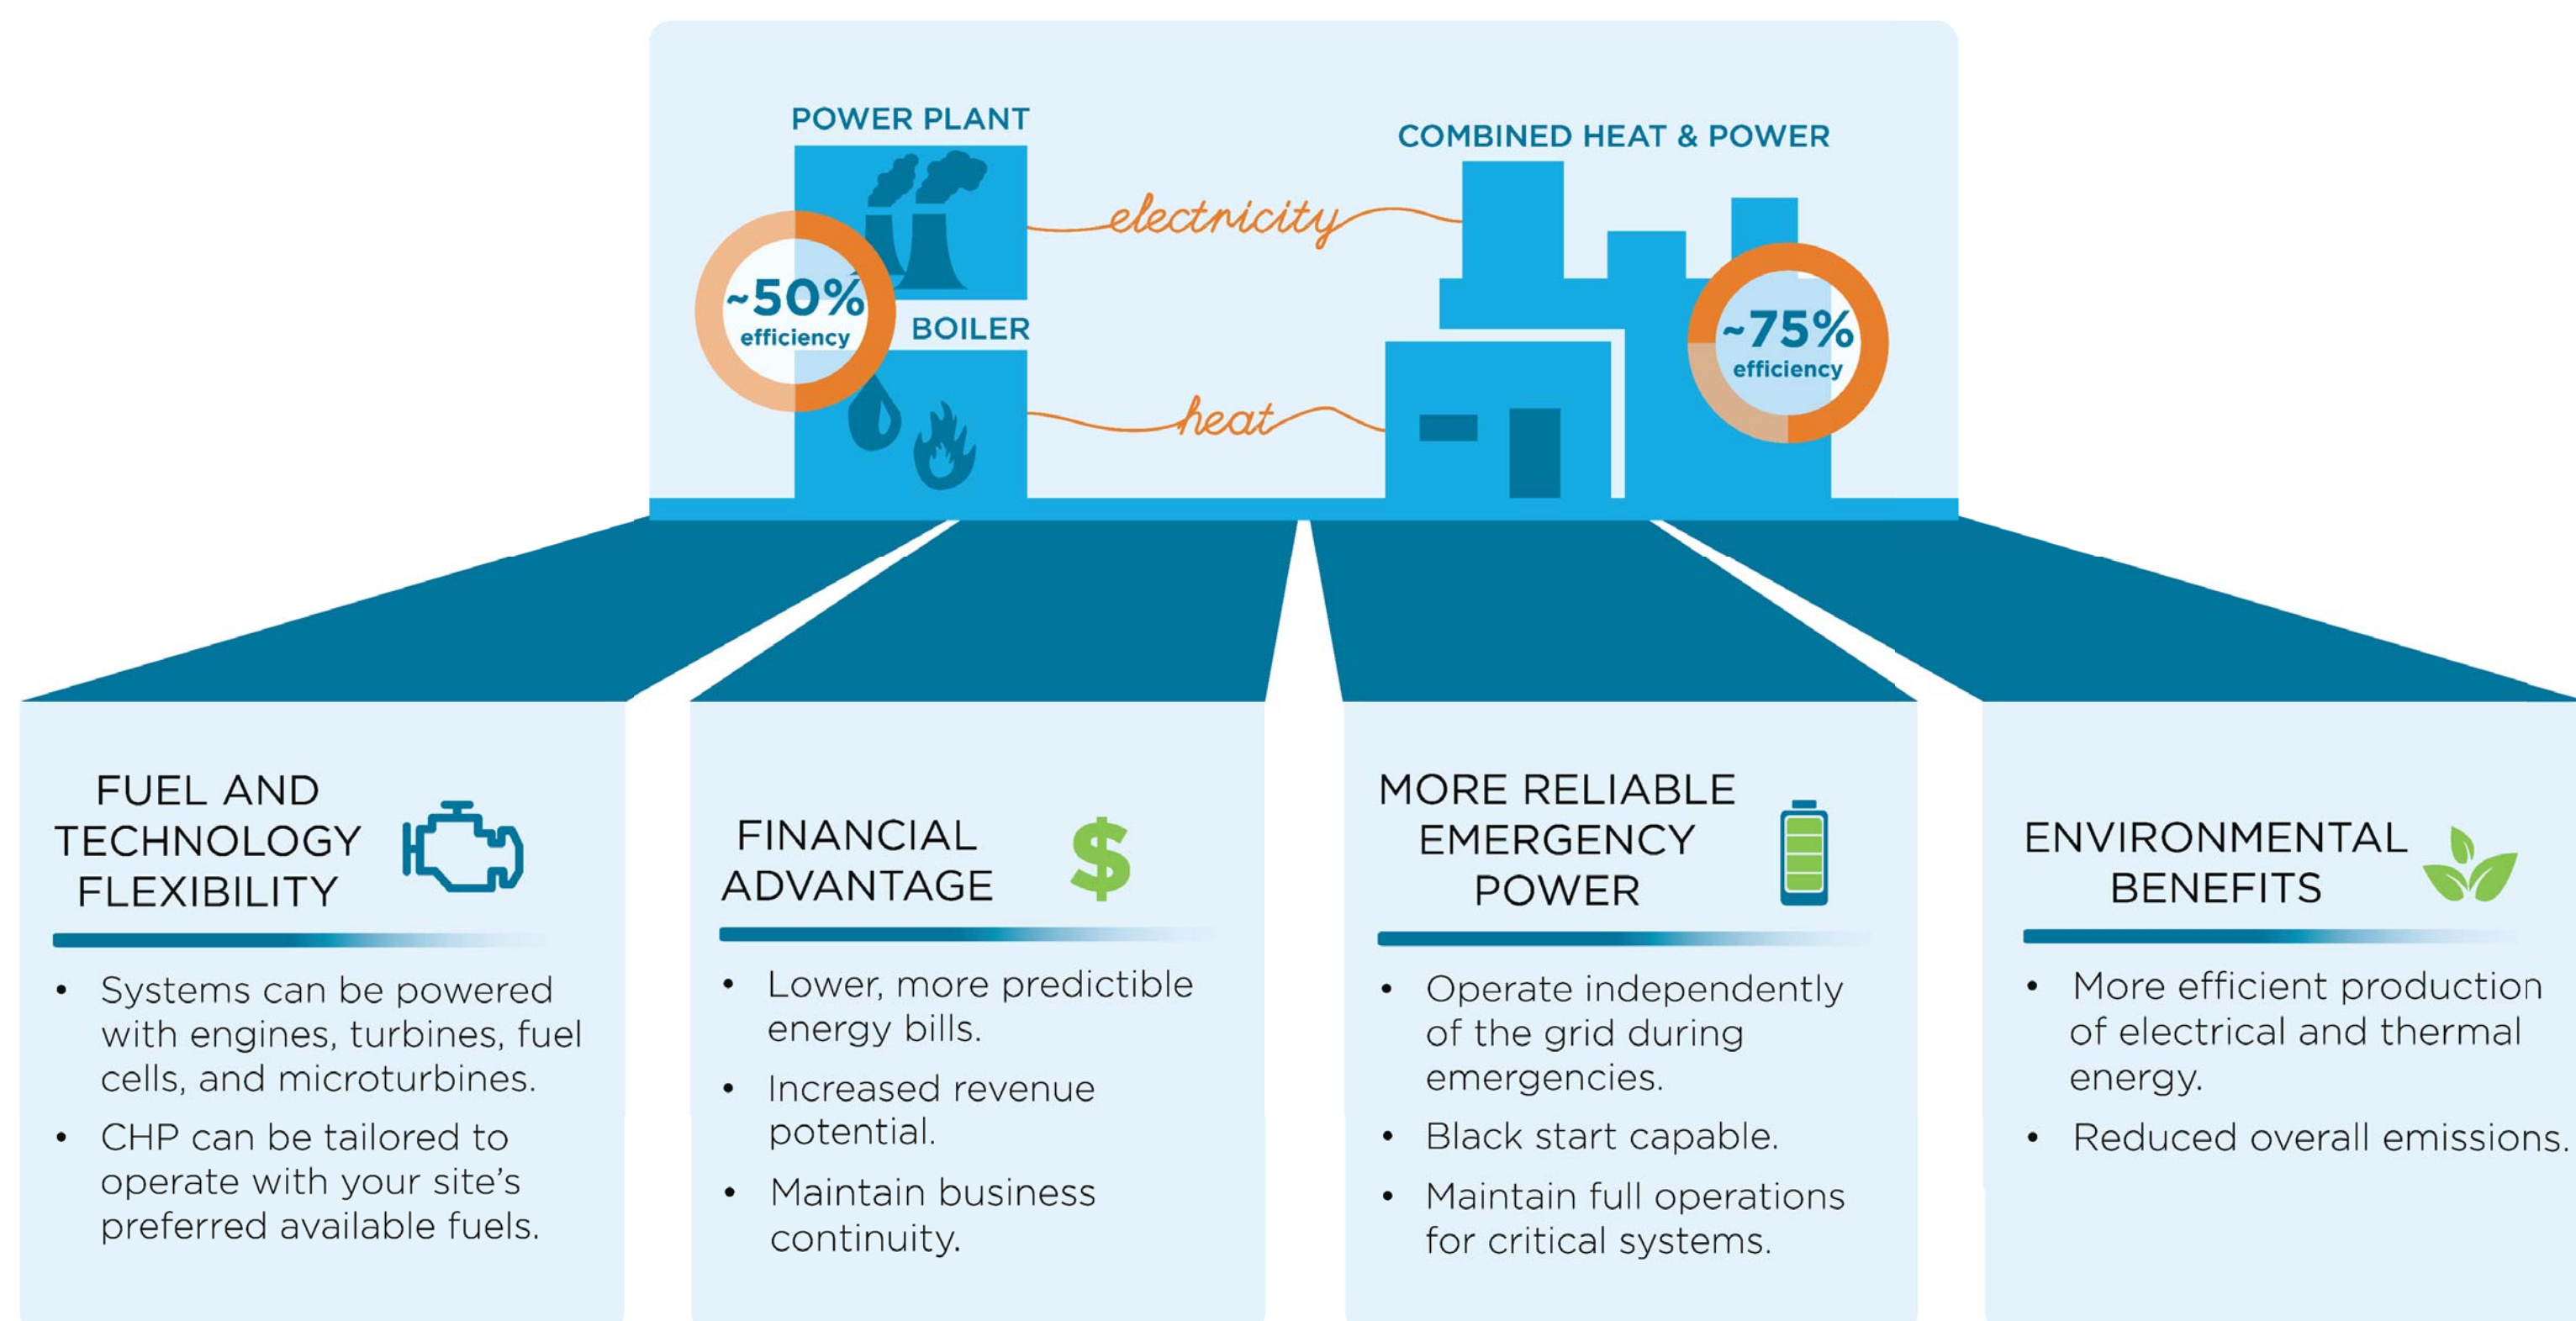 POWER PLANT
COMBINED HEAT & POWER
electricity
~50%
efficiency
BOILER
~75%
efficiency
heat
FUEL AND
TECHNOLOGY
FLEXIBILITY
• Systems can be powered
with engines, turbines, fuel
cells, and microturbines.
• CHP can be tailored to
operate with your site's
preferred available fuels.
FINANCIAL
ADVANTAGE
$
• Lower, more predictible
energy bills.
• Increased revenue
potential.
• Maintain business
continuity.
MORE RELIABLE
EMERGENCY
POWER
• Operate independently
of the grid during
emergencies.
• Black start capable.
• Maintain full operations
for critical systems.
ENVIRONMENTAL
BENEFITS
• More efficient production
of electrical and thermal
energy.
• Reduced overall emissions.